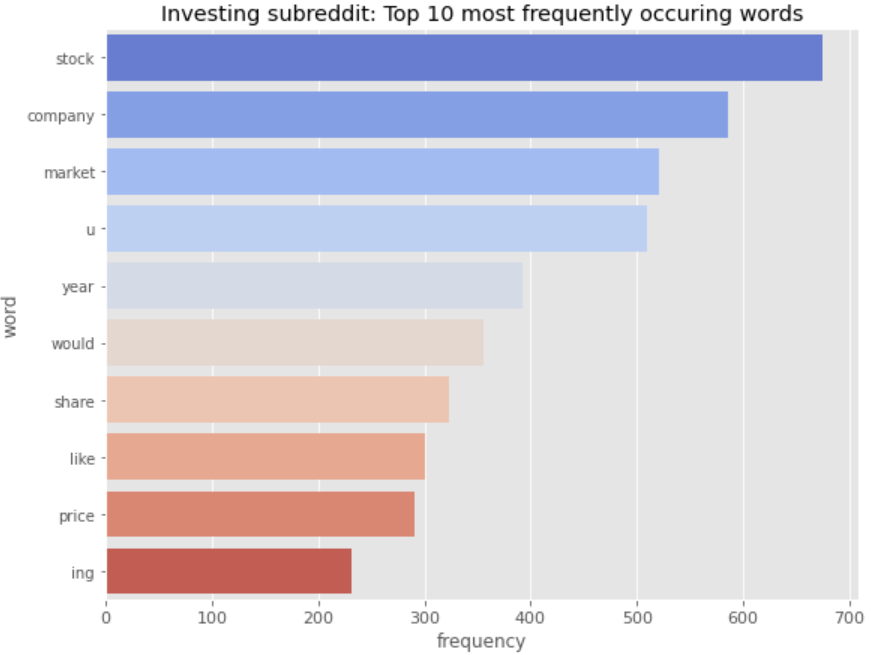 Investing subreddit: Top 10 most frequently occuring words
stock
company
market
u
year
would
share
like
price
ing
word
0 100 200 300 400 500 600 700
frequency